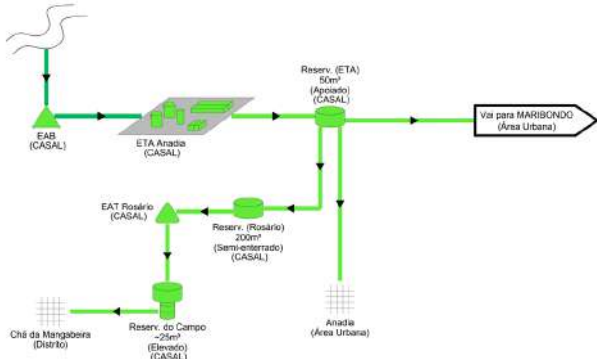 Reserv. (ETA)
50m³
(Apoiado)
(CASAL)
Vai para MARIBONDO
(Área Urbana)
EAB
(CASAL)
ETA Anadia
(CASAL)
EAT Rosário
(CASAL)
Reserv. (Rosário)
200m³
(Semi-enterrado)
(CASAL)
Chã da Mangabeira
(Distrito)
Reserv. do Campo
~25m³
(Elevado)
(CASAL)
Anadia
(Área Urbana)